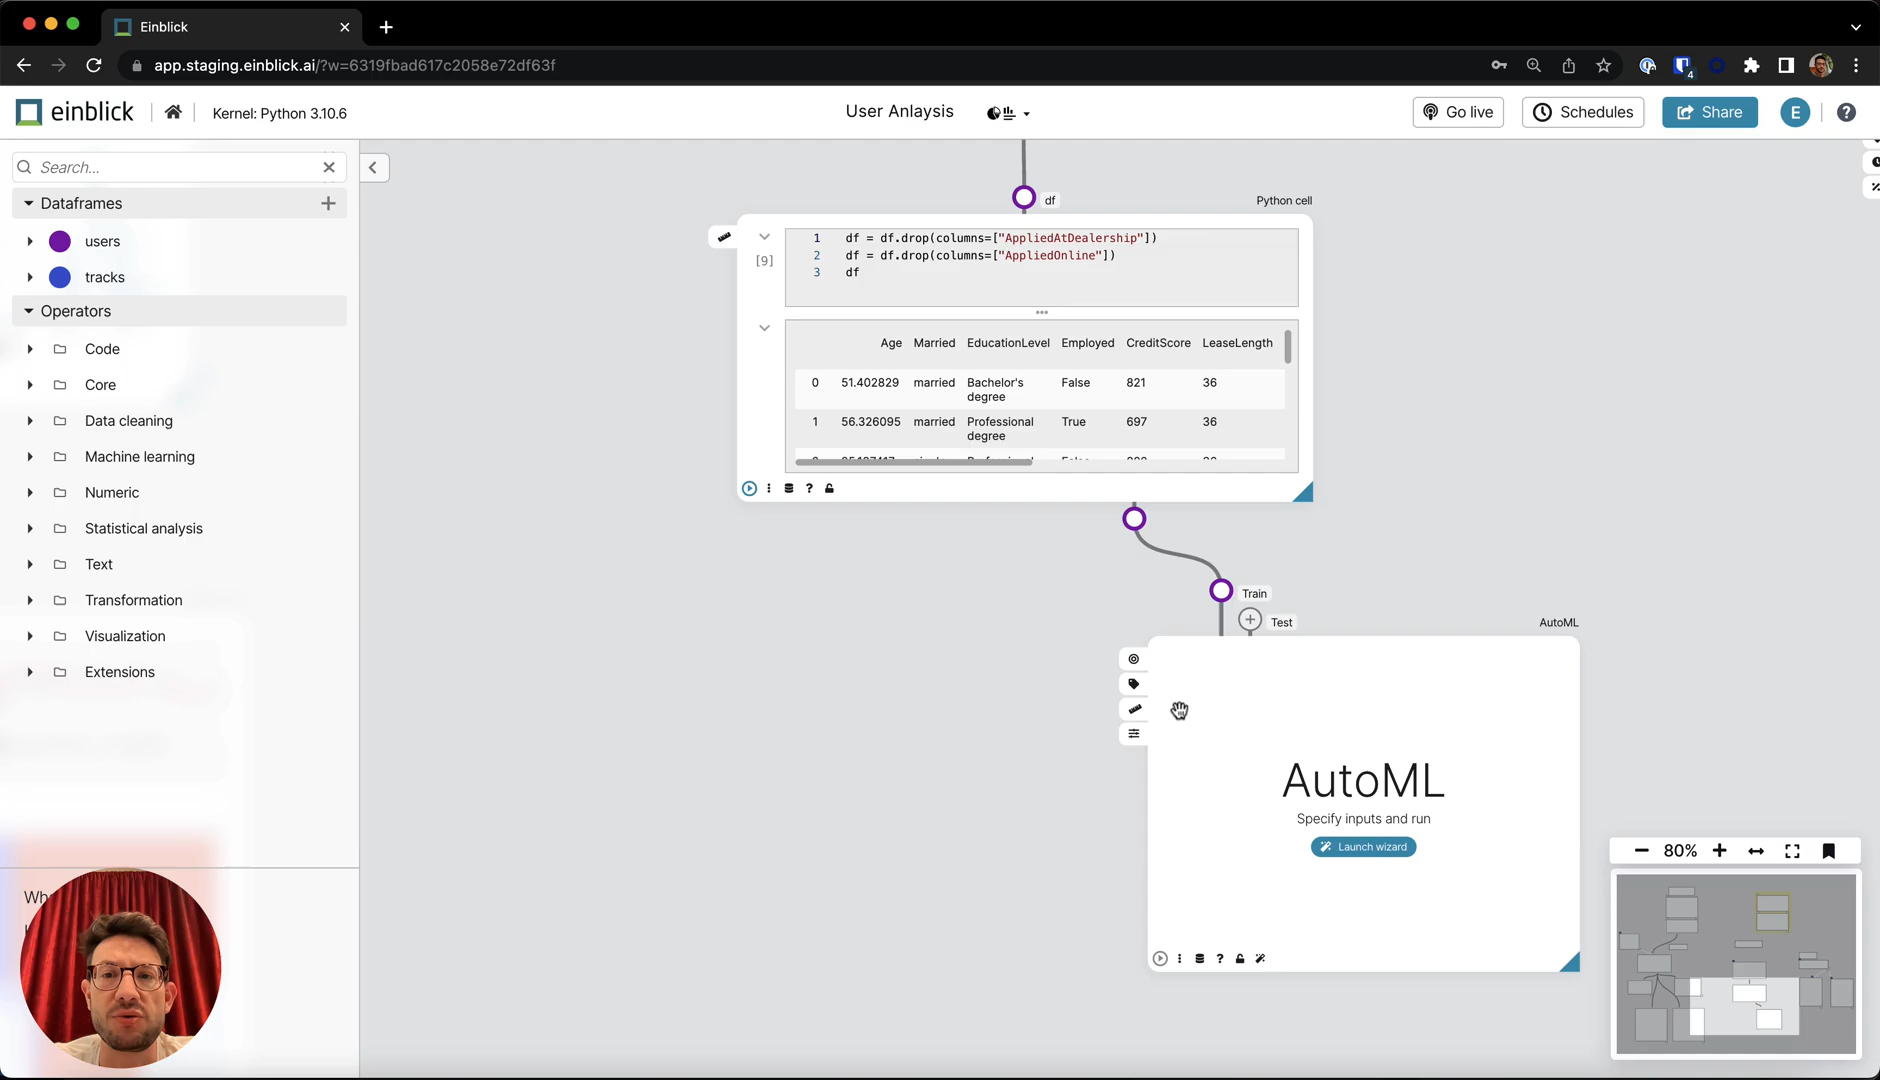 Einblick
app.staging.einblick.ai/?w=6319fbad617c2058e72df63f
4
einblick
Kernel: Python 3.10.6
User Anlaysis
Go live
Schedules
Share
E
?
Search...
Dataframes
users
tracks
Operators
Code
Core
Data cleaning
Machine learning
Numeric
Statistical analysis
Text
Transformation
Visualization
Extensions
df
Python cell
[9]
1 df = df.drop(columns=["AppliedAtDealership"])
2 df = df.drop(columns=["AppliedOnline"])
3 df
Age Married EducationLevel Employed CreditScore LeaseLength
0 51.402829 married Bachelor's degree False 821 36
1 56.326095 married Professional degree True 697 36
?
Train
Test
AutoML
AutoML
Specify inputs and run
Launch wizard
?
80%